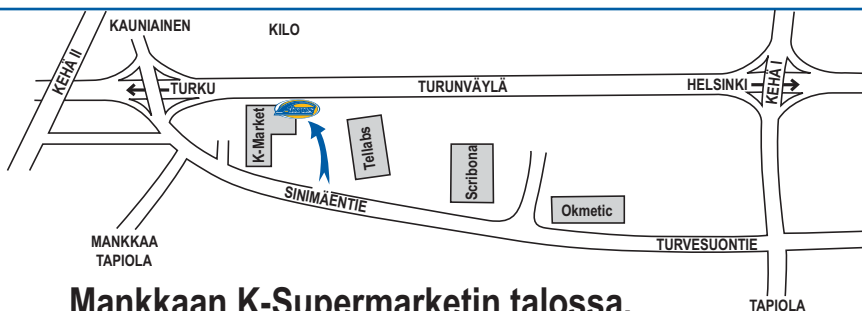 KAUNIAINEN
KILO
KEHÄ II
TURKU
TURUNVÄYLÄ
HELSINKI
KEHÄ I
K-Market
Tellabs
Scribona
Okmetic
SINIMÄENTIE
TURVESUONTIE
MANKKAA
TAPIOLA
TAPIOLA
Mankkaan K-Supermarketin talossa.